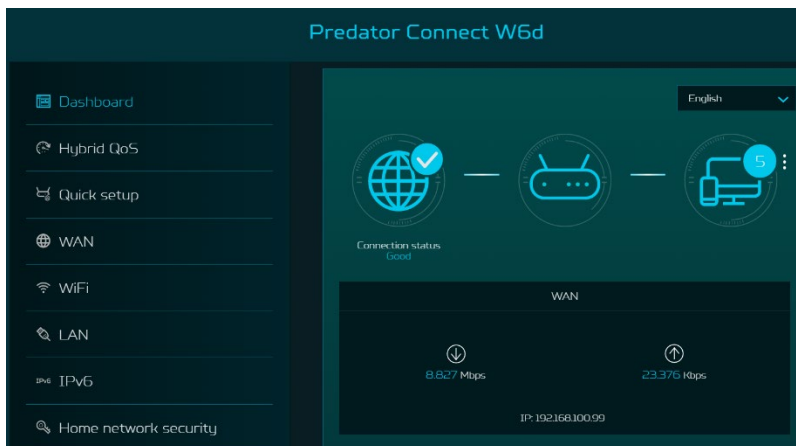 Predator Connect W6d
Dashboard
Hybrid QoS
Quick setup
WAN
WiFi
LAN
IPv6 IPv6
Home network security
English
5
Connection status
Good
WAN
8.827 Mbps
23.376 Kbps
IP: 192.168.100.99